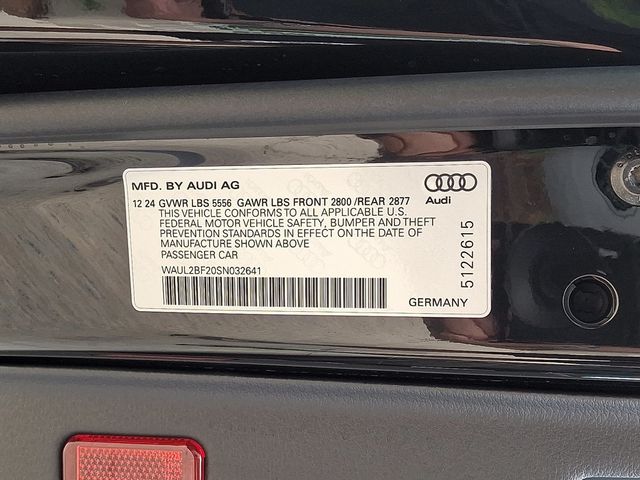 MFD. BY AUDI AG
Audi
12 24 GVWR LBS 5556 GAWR LBS FRONT 2800 /REAR 2877
THIS VEHICLE CONFORMS TO ALL APPLICABLE U.S.
FEDERAL MOTOR VEHICLE SAFETY, BUMPER AND THEFT
PREVENTION STANDARDS IN EFFECT ON THE DATE OF
MANUFACTURE SHOWN ABOVE
PASSENGER CAR
WAUL2BF20SN032641
GERMANY
5122615